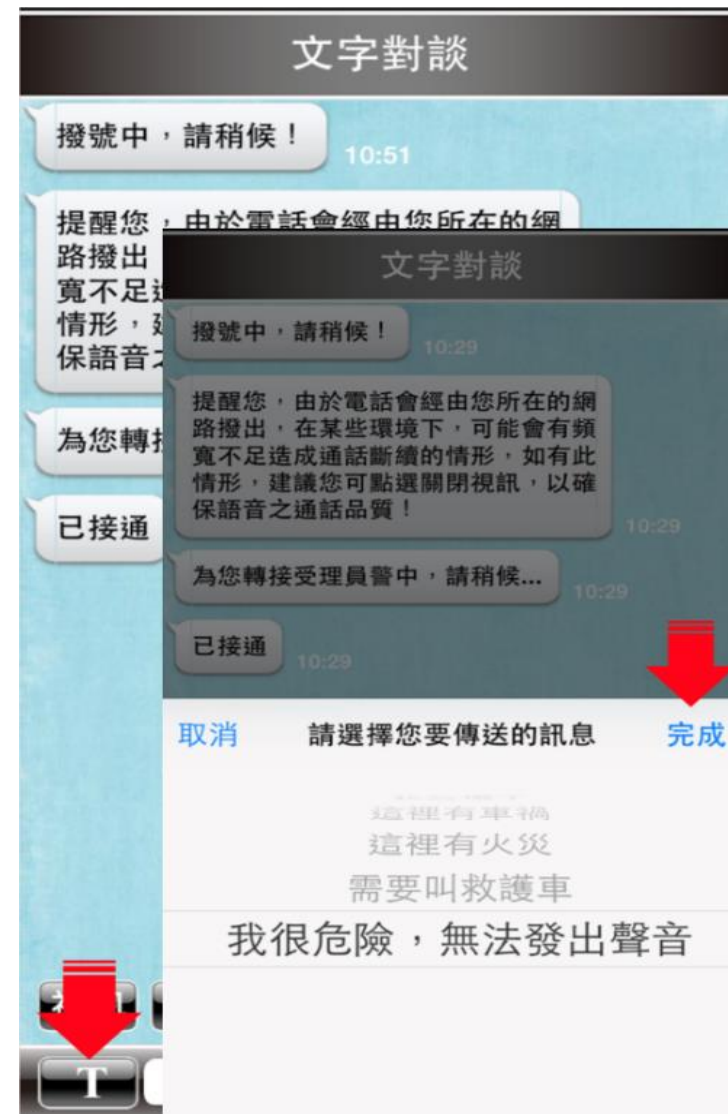 文字對談
撥號中，請稍候！
10:51
提醒您，由於電話會經由您所在的網
路撥出
寬不足
情形，
保語音
為您轉
已接通
T
文字對談
撥號中，請稍候！
10:29
提醒您，由於電話會經由您所在的網
路撥出，在某些環境下，可能會有頻
寬不足造成通話斷續的情形，如有此
情形，建議您可點選關閉視訊，以確
保語音之通話品質！
10:29
為您轉接受理員警中，請稍候...
10:29
已接通
10:29
取消 請選擇您要傳送的訊息 完成
這裡有車禍
這裡有火災
需要叫救護車
我很危險，無法發出聲音